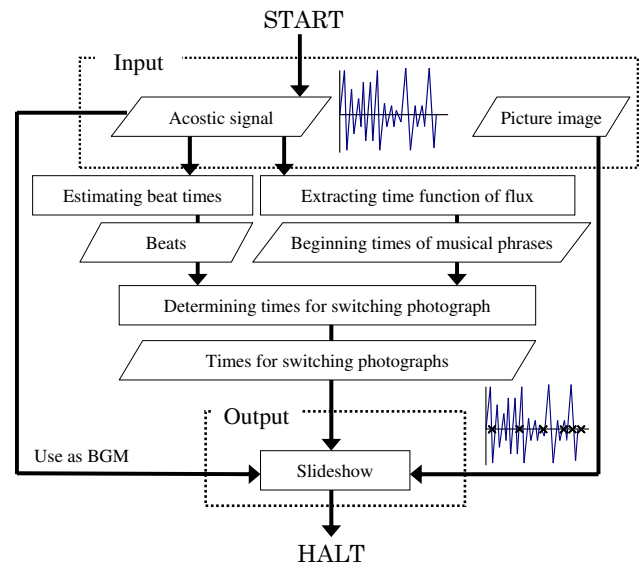 START
Input
Acostic signal
Picture image
Estimating beat times
Extracting time function of flux
Beats
Beginning times of musical phrases
Determining times for switching photograph
Times for switching photographs
Output
Use as BGM
Slideshow
HALT